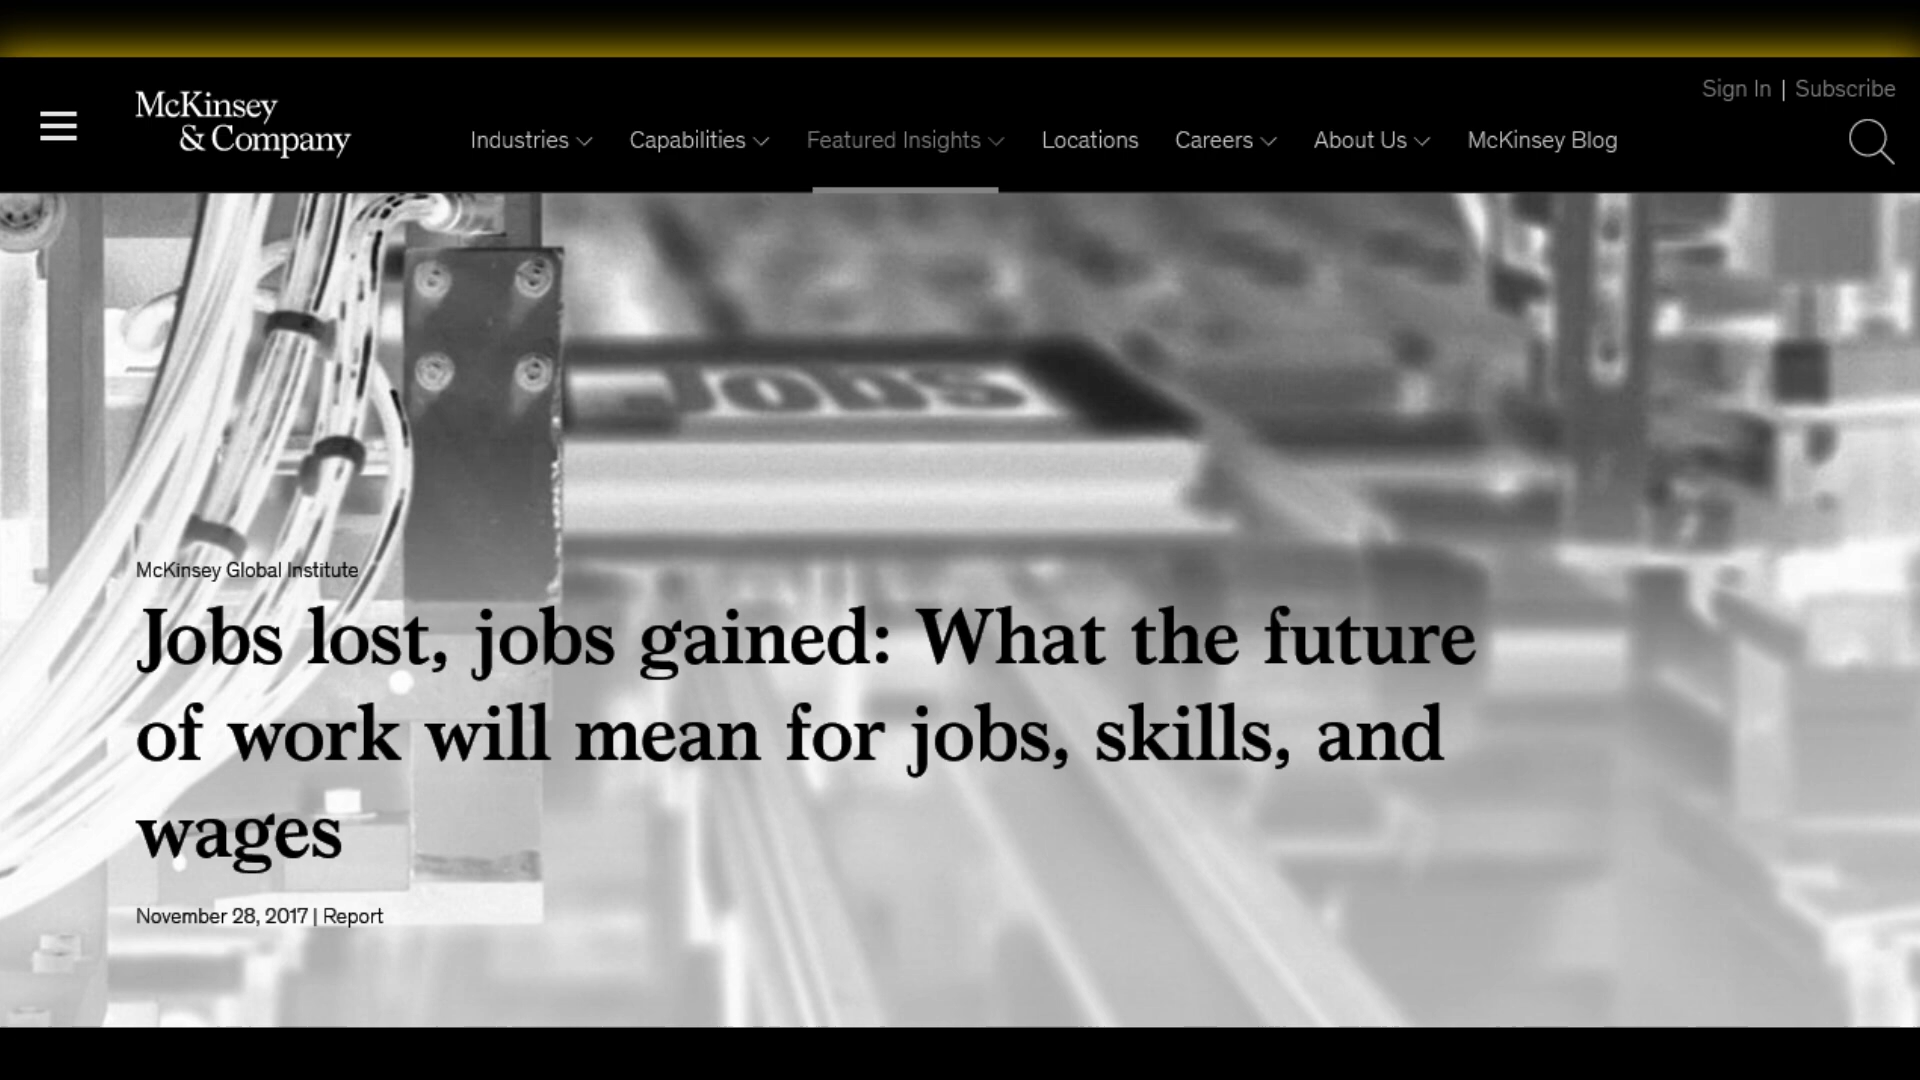 Sign In | Subscribe
McKinsey
& Company
Industries
Capabilities
Featured Insights
Locations
Careers
About Us
McKinsey Blog
Jobs
McKinsey Global Institute
Jobs lost, jobs gained: What the future
of work will mean for jobs, skills, and
wages
November 28, 2017 | Report